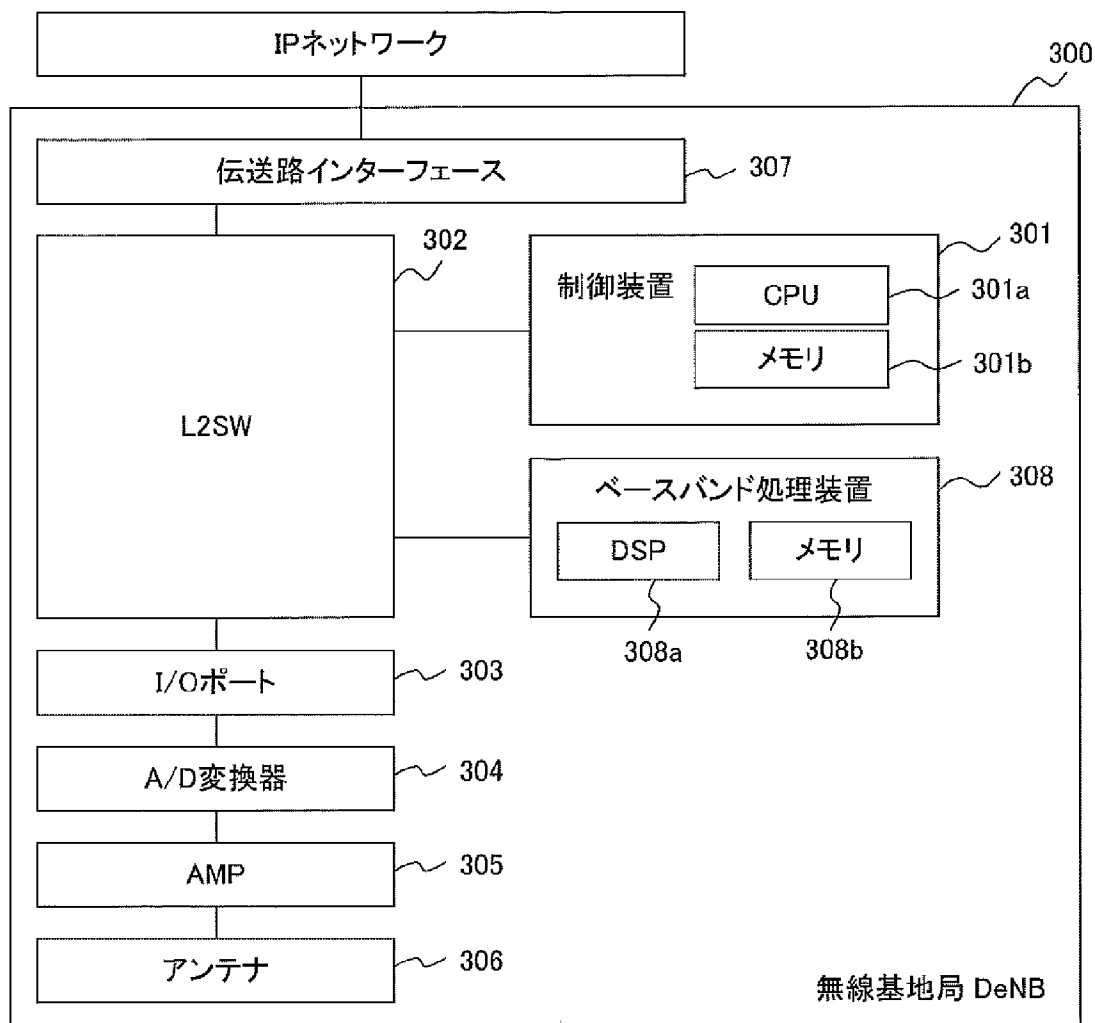 IPネットワーク
300
伝送路インターフェース
307
302
301
制御装置
CPU
301a
メモリ
301b
L2SW
308
ベースバンド処理装置
DSP
メモリ
308a
308b
I/Oポート
303
A/D変換器
304
AMP
305
アンテナ
306
無線基地局 DeNB